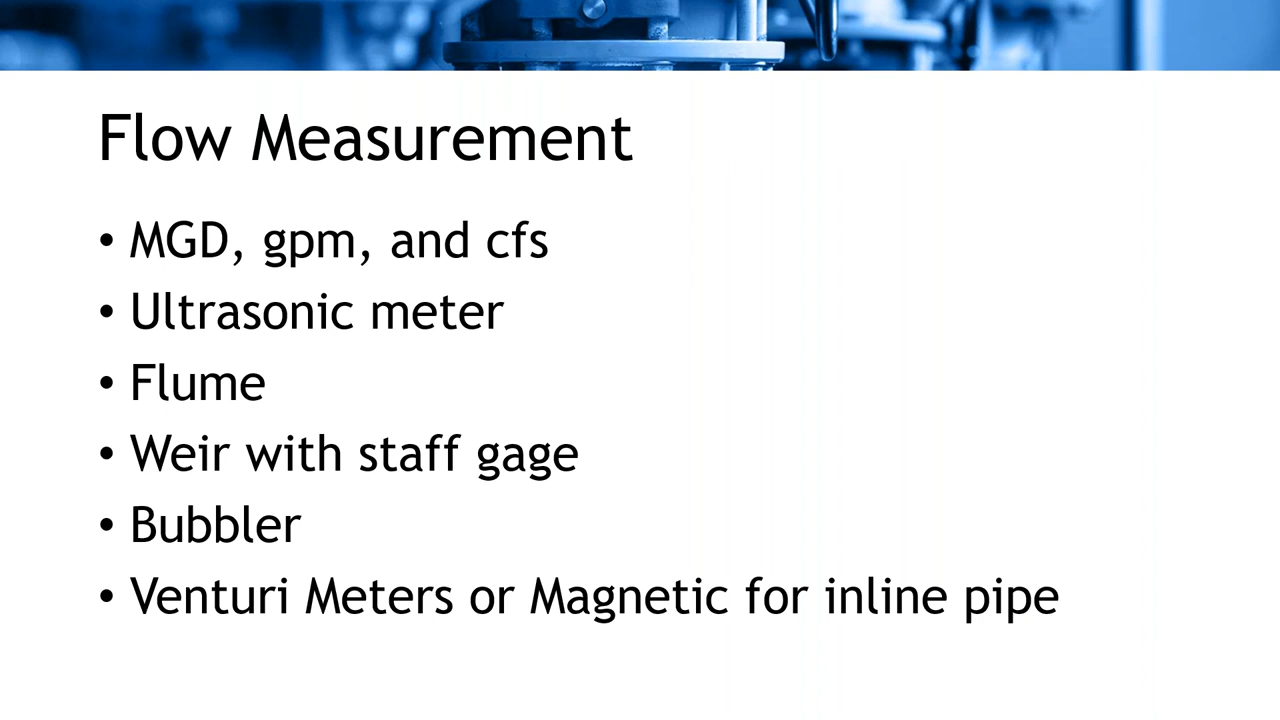 Flow Measurement
• MGD, gpm, and cfs
• Ultrasonic meter
• Flume
• Weir with staff gage
• Bubbler
• Venturi Meters or Magnetic for inline pipe